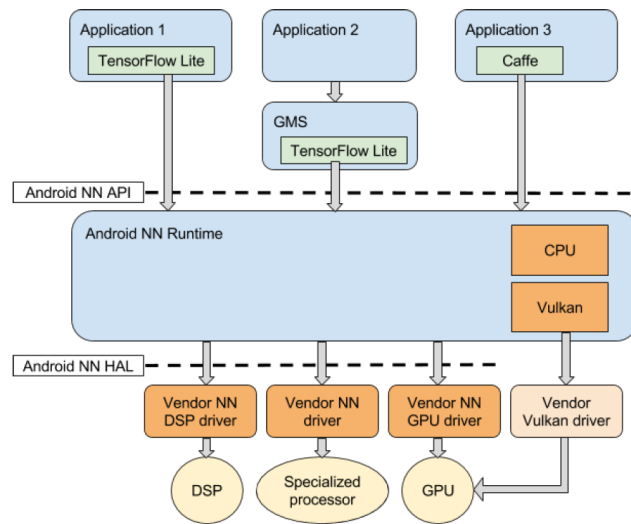 Application 1
TensorFlow Lite
Application 2
Application 3
Caffe
GMS
TensorFlow Lite
Android NN API
Android NN Runtime
CPU
Vulkan
Android NN HAL
Vendor NN
DSP driver
Vendor NN
driver
Vendor NN
GPU driver
Vendor
Vulkan driver
DSP
Specialized
processor
GPU